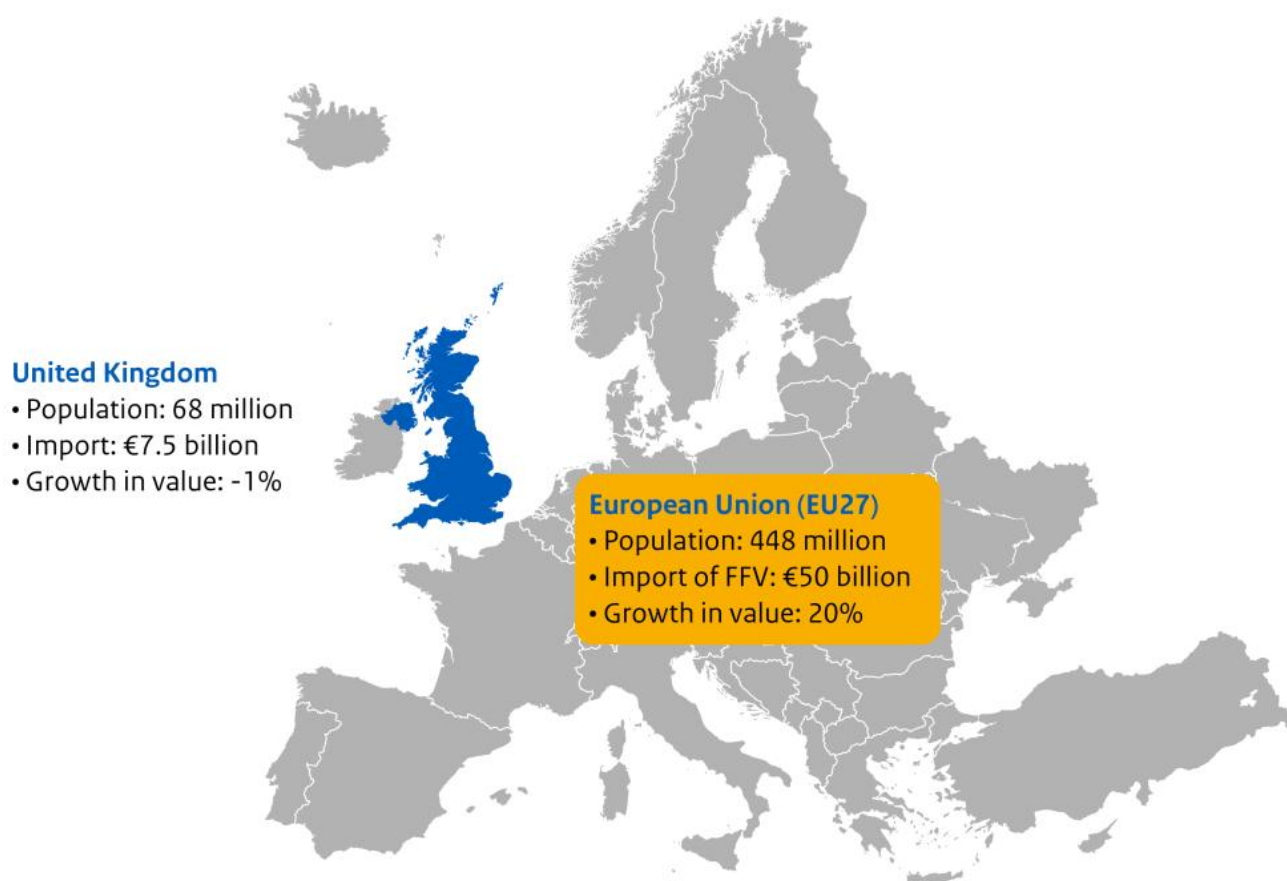 United Kingdom
• Population: 68 million
• Import: €7.5 billion
• Growth in value: -1%
European Union (EU27)
• Population: 448 million
• Import of FFV: €50 billion
• Growth in value: 20%